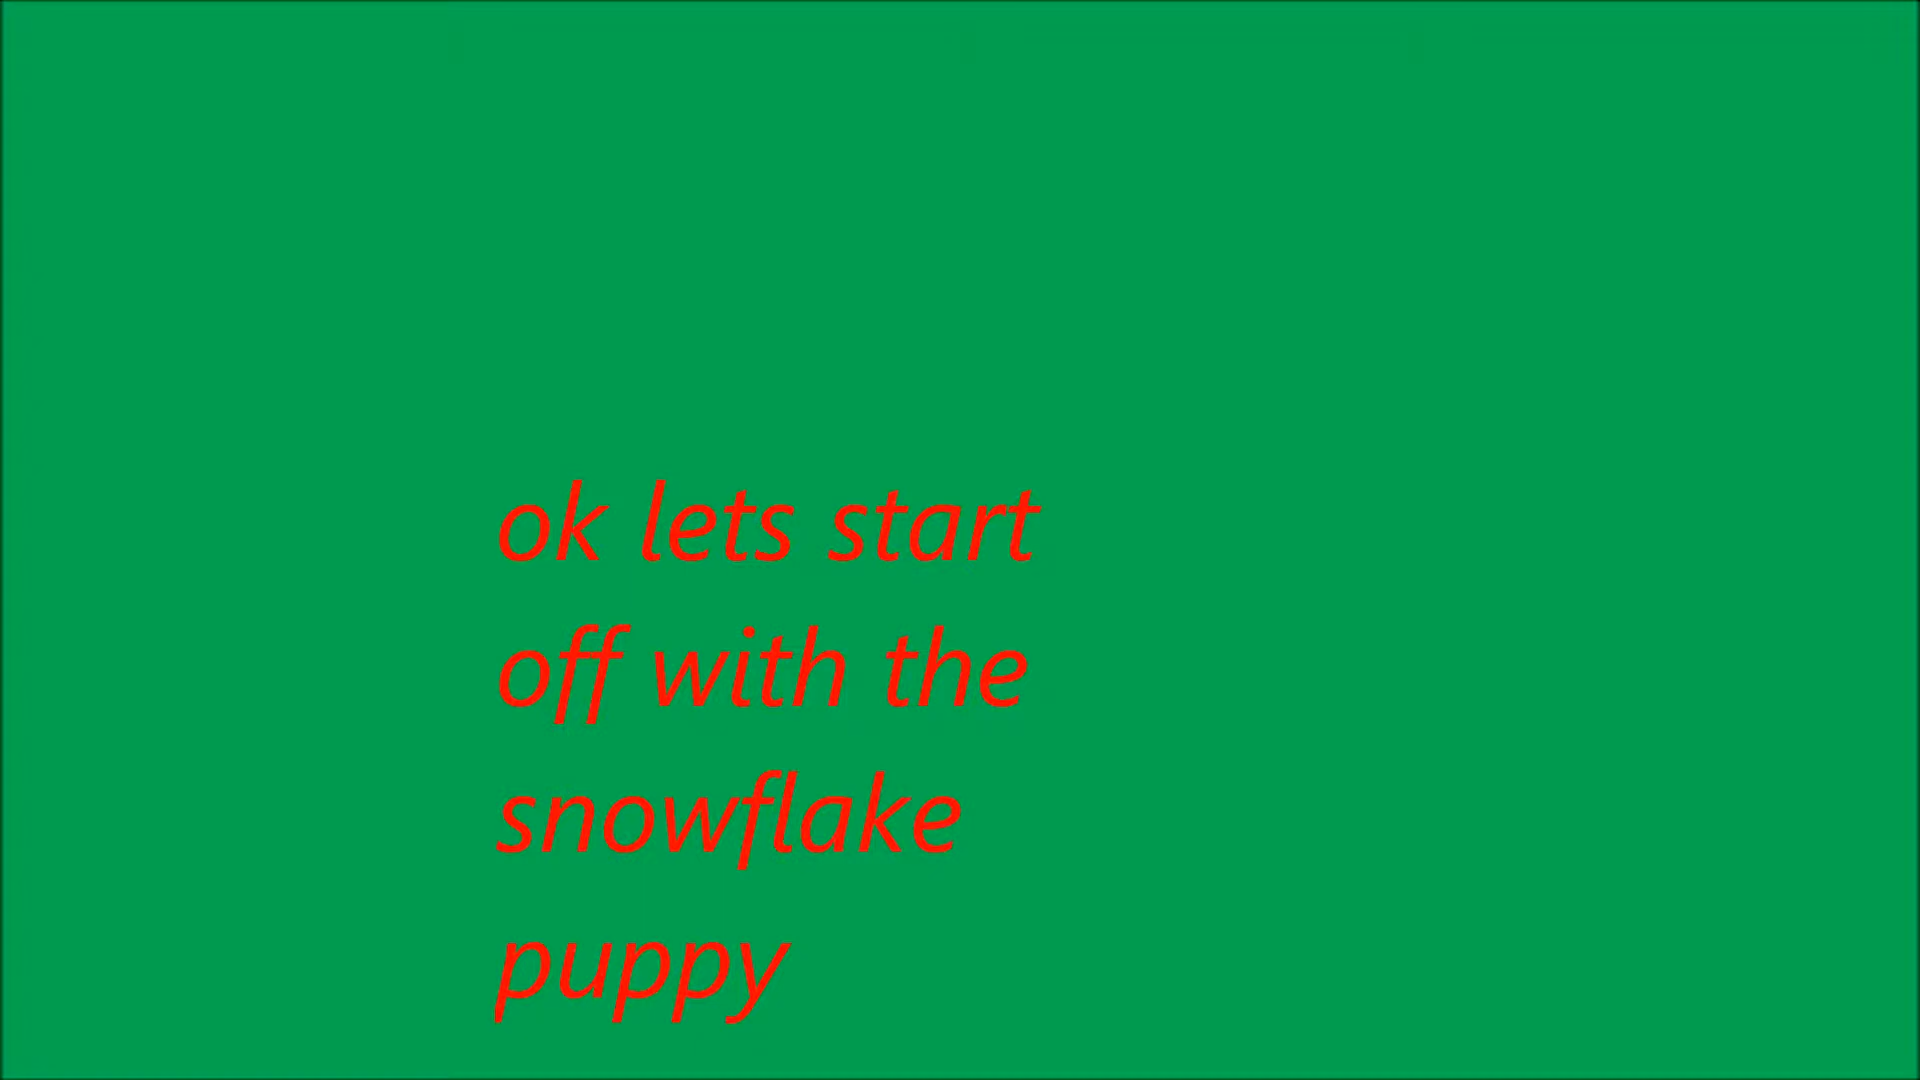 ok lets start
off with the
snowflake
puppy